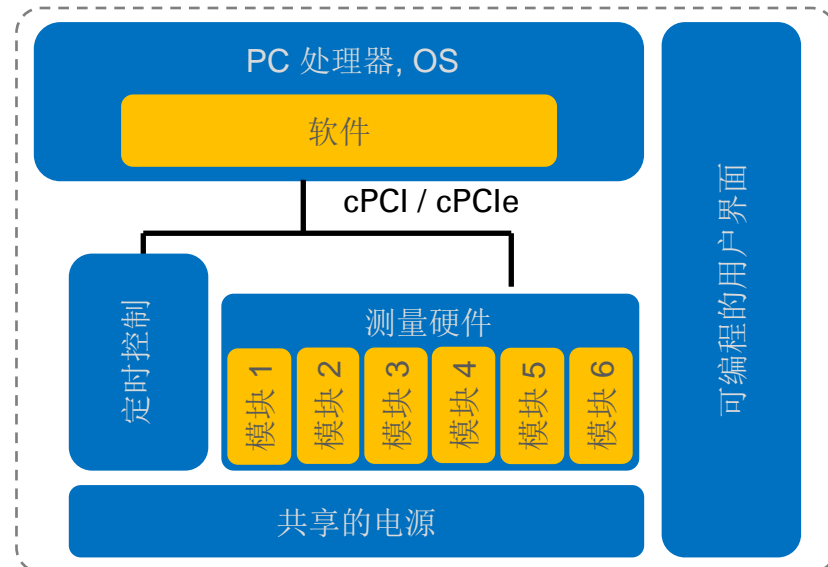 PC 处理器, OS
软件
cPCI / cPCIe
定时控制
测量硬件
模块 1
模块 2
模块 3
模块 4
模块 5
模块 6
共享的电源
可编程的用户界面